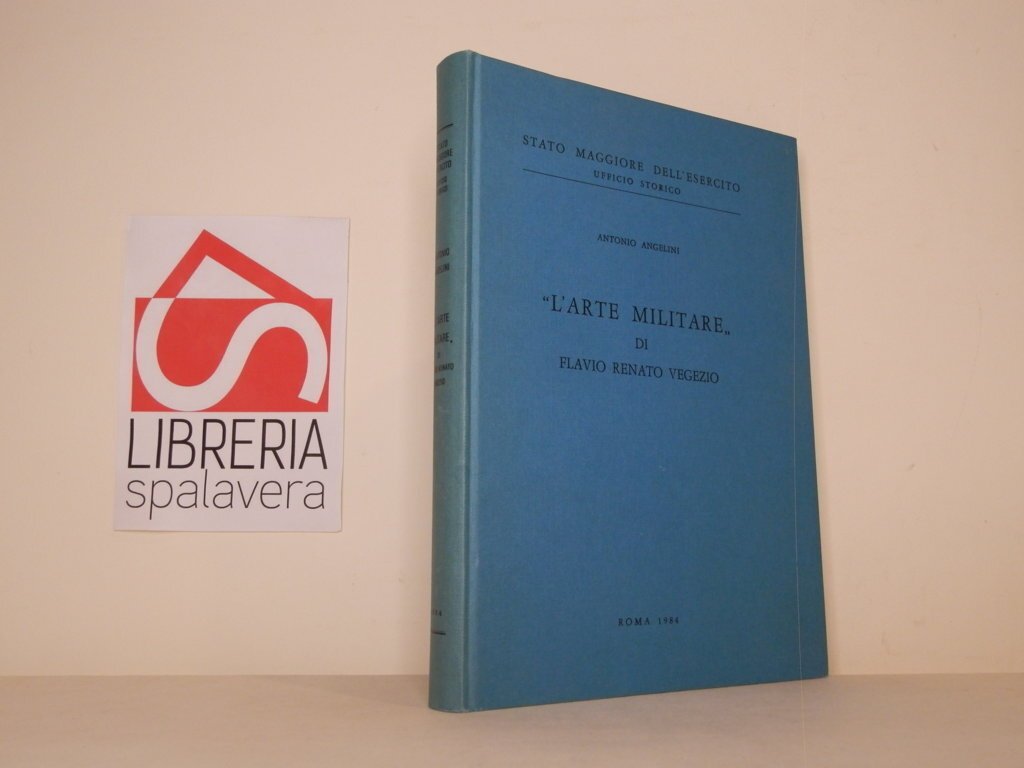 LIBRERIA
spalavera
STATO MAGGIORE DELL'ESERCITO
UFFICIO STORICO
ANTONIO ANGELINI
“L'ARTE MILITARE„
DI
FLAVIO RENATO VEGEZIO
ROMA 1984